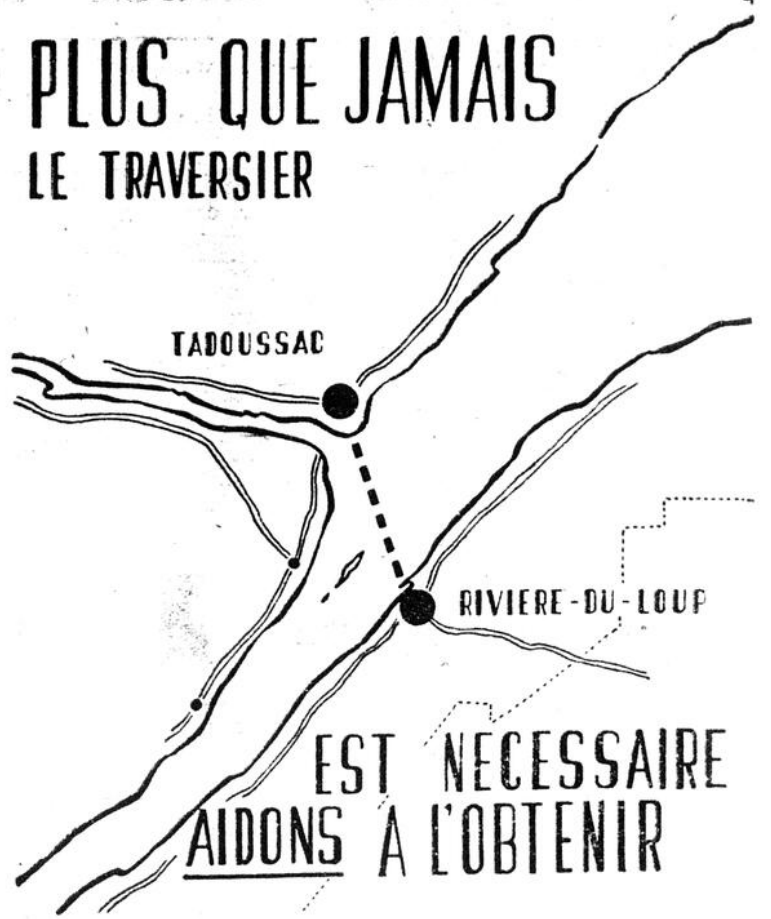 PLUS QUE JAMAIS
LE TRAVERSIER
TADOUSSAC
RIVIERE-DU-LOUP
EST NECESSAIRE
AIDONS A L'OBTENIR